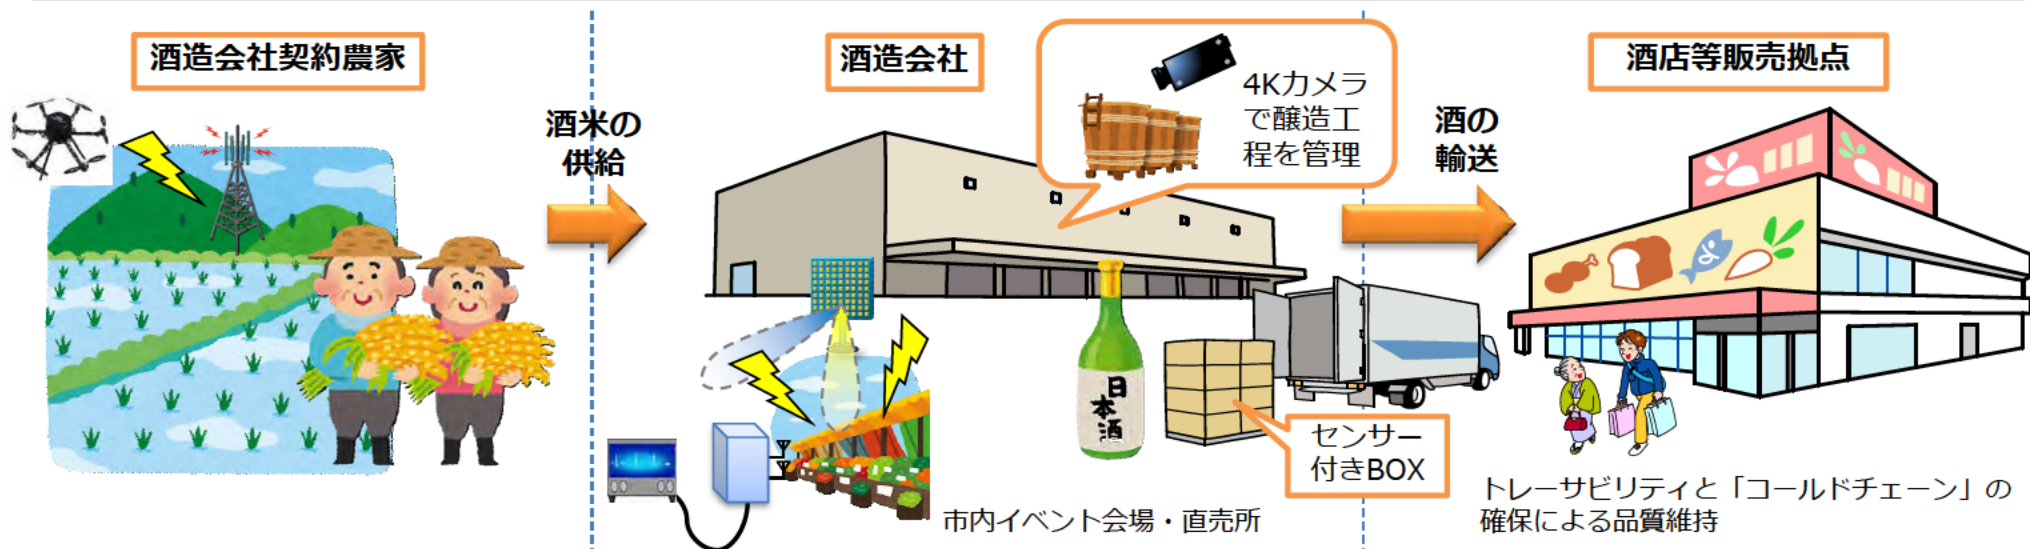 酒造会社契約農家
酒米の
供給
酒造会社
4Kカメラ
で醸造工
程を管理
日本酒
センサー
付きBOX
市内イベント会場・直売所
酒の
輸送
酒店等販売拠点
トレーサビリティと「コールドチェーン」の
確保による品質維持